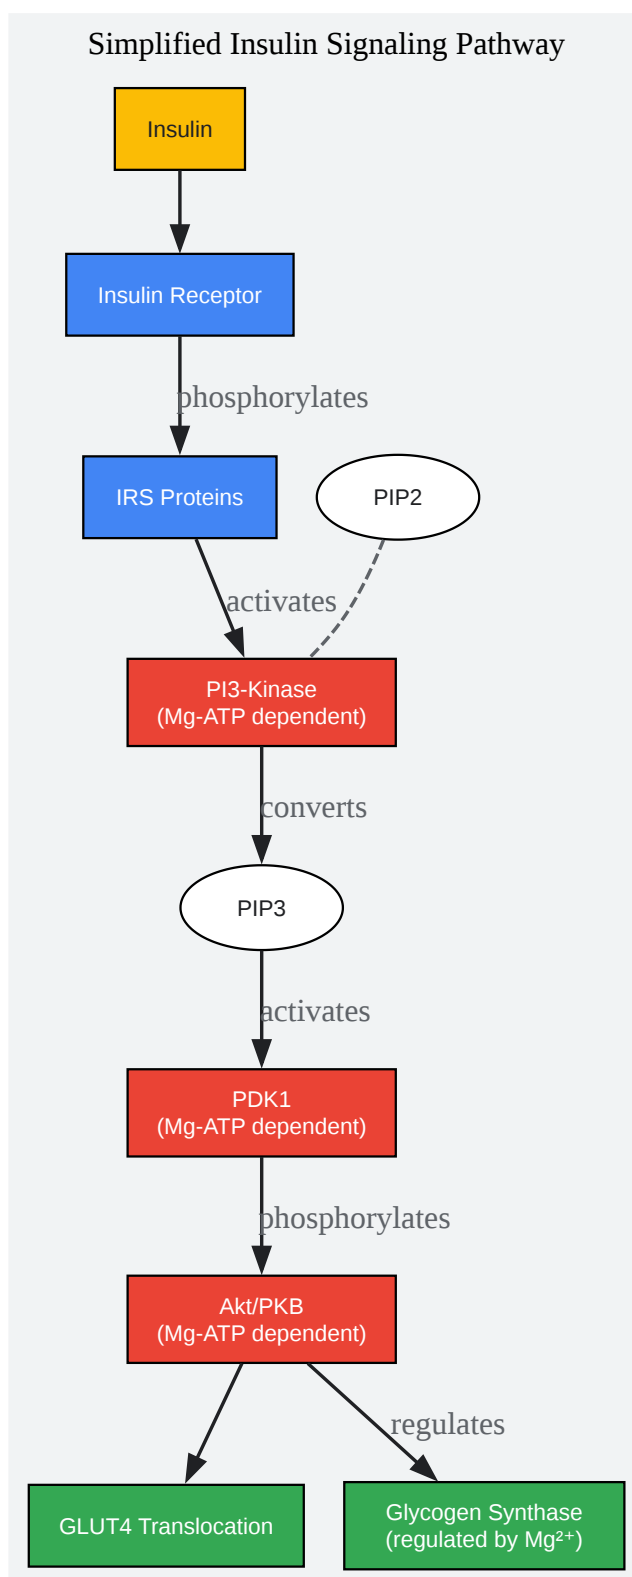 Simplified Insulin Signaling Pathway
Insulin
Insulin Receptor
phosphorylates
IRS Proteins
PIP2
activates
PI3-Kinase
(Mg-ATP dependent)
converts
PIP3
activates
PDK1
(Mg-ATP dependent)
phosphorylates
Akt/PKB
(Mg-ATP dependent)
regulates
GLUT4 Translocation
Glycogen Synthase
(regulated by Mg²⁺)